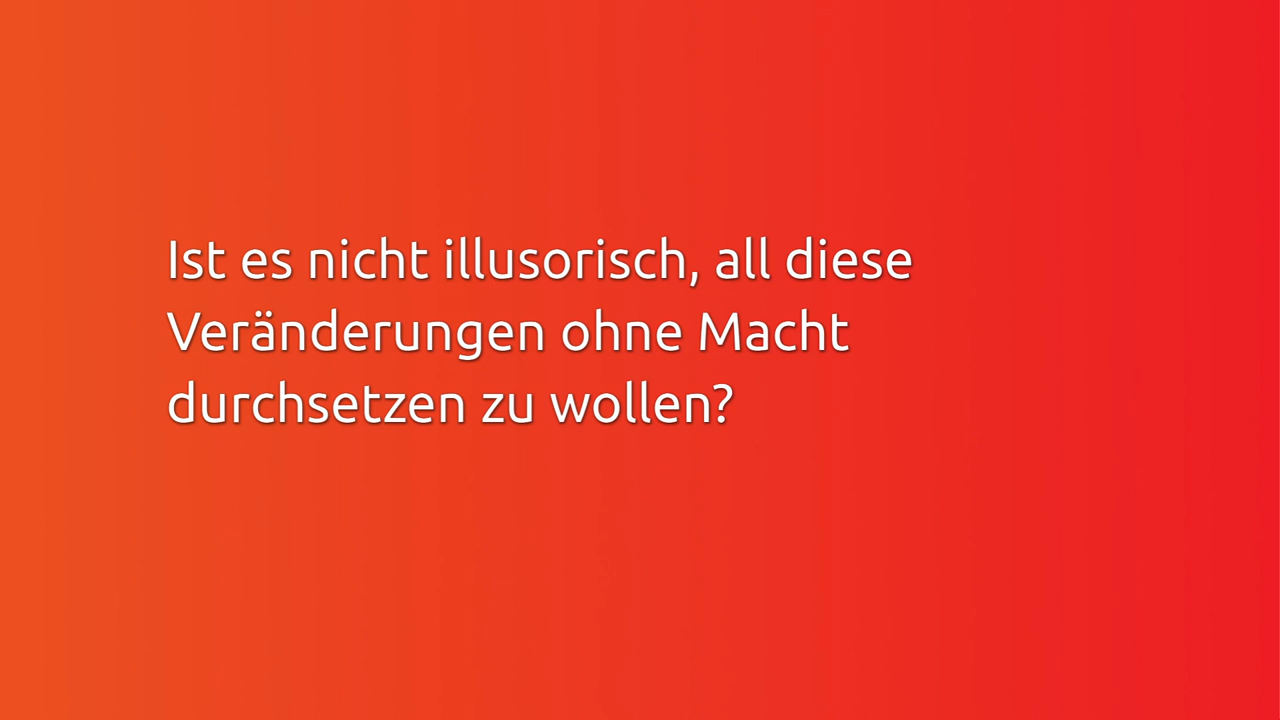 Ist es nicht illusorisch, all diese
Veränderungen ohne Macht
durchsetzen zu wollen?